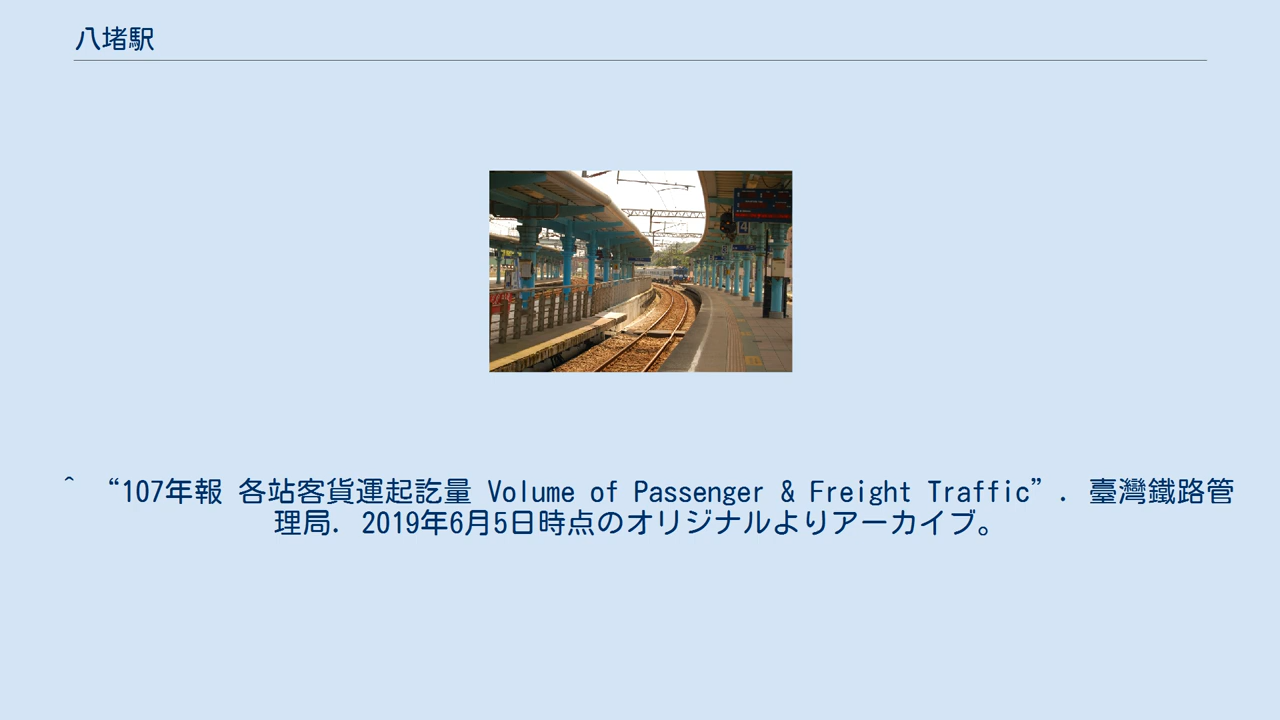 八堵駅
4
^ “107年報 各站客貨運起訖量 Volume of Passenger & Freight Traffic”. 臺灣鐵路管
理局. 2019年6月5日時点のオリジナルよりアーカイブ。